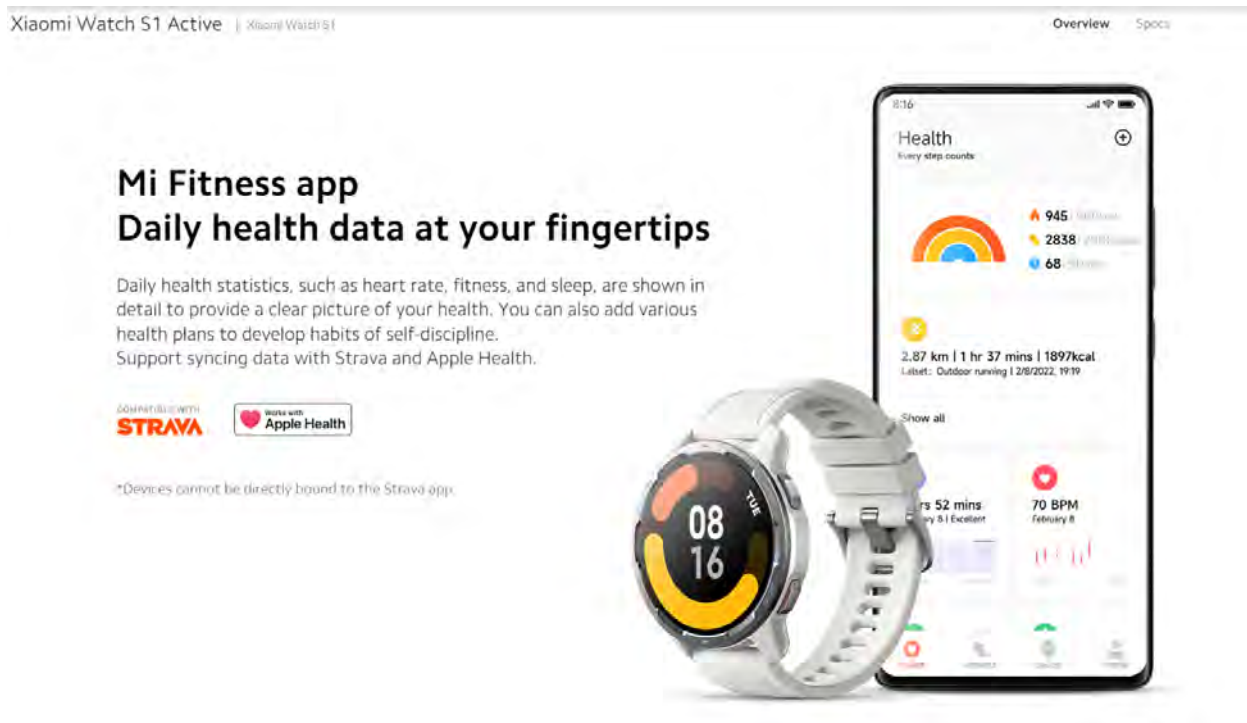 Xiaomi Watch S1 Active | Xiaomi Watch S1
Overview Specs
Mi Fitness app
Daily health data at your fingertips
Daily health statistics, such as heart rate, fitness, and sleep, are shown in
detail to provide a clear picture of your health. You can also add various
health plans to develop habits of self-discipline.
Support syncing data with Strava and Apple Health.
COMPATIBLE WITH
STRAVA
Works with
Apple Health
*Devices cannot be directly bound to the Strava app.
8:16
Health
Every step counts
945
2838
68
2.87 km | 1 hr 37 mins | 1897kcal
Outdoor running | 2/8/2022, 19:19
Show all
rs 52 mins
ry 8 | Excellent
70 BPM
February 8
TUE
08
16